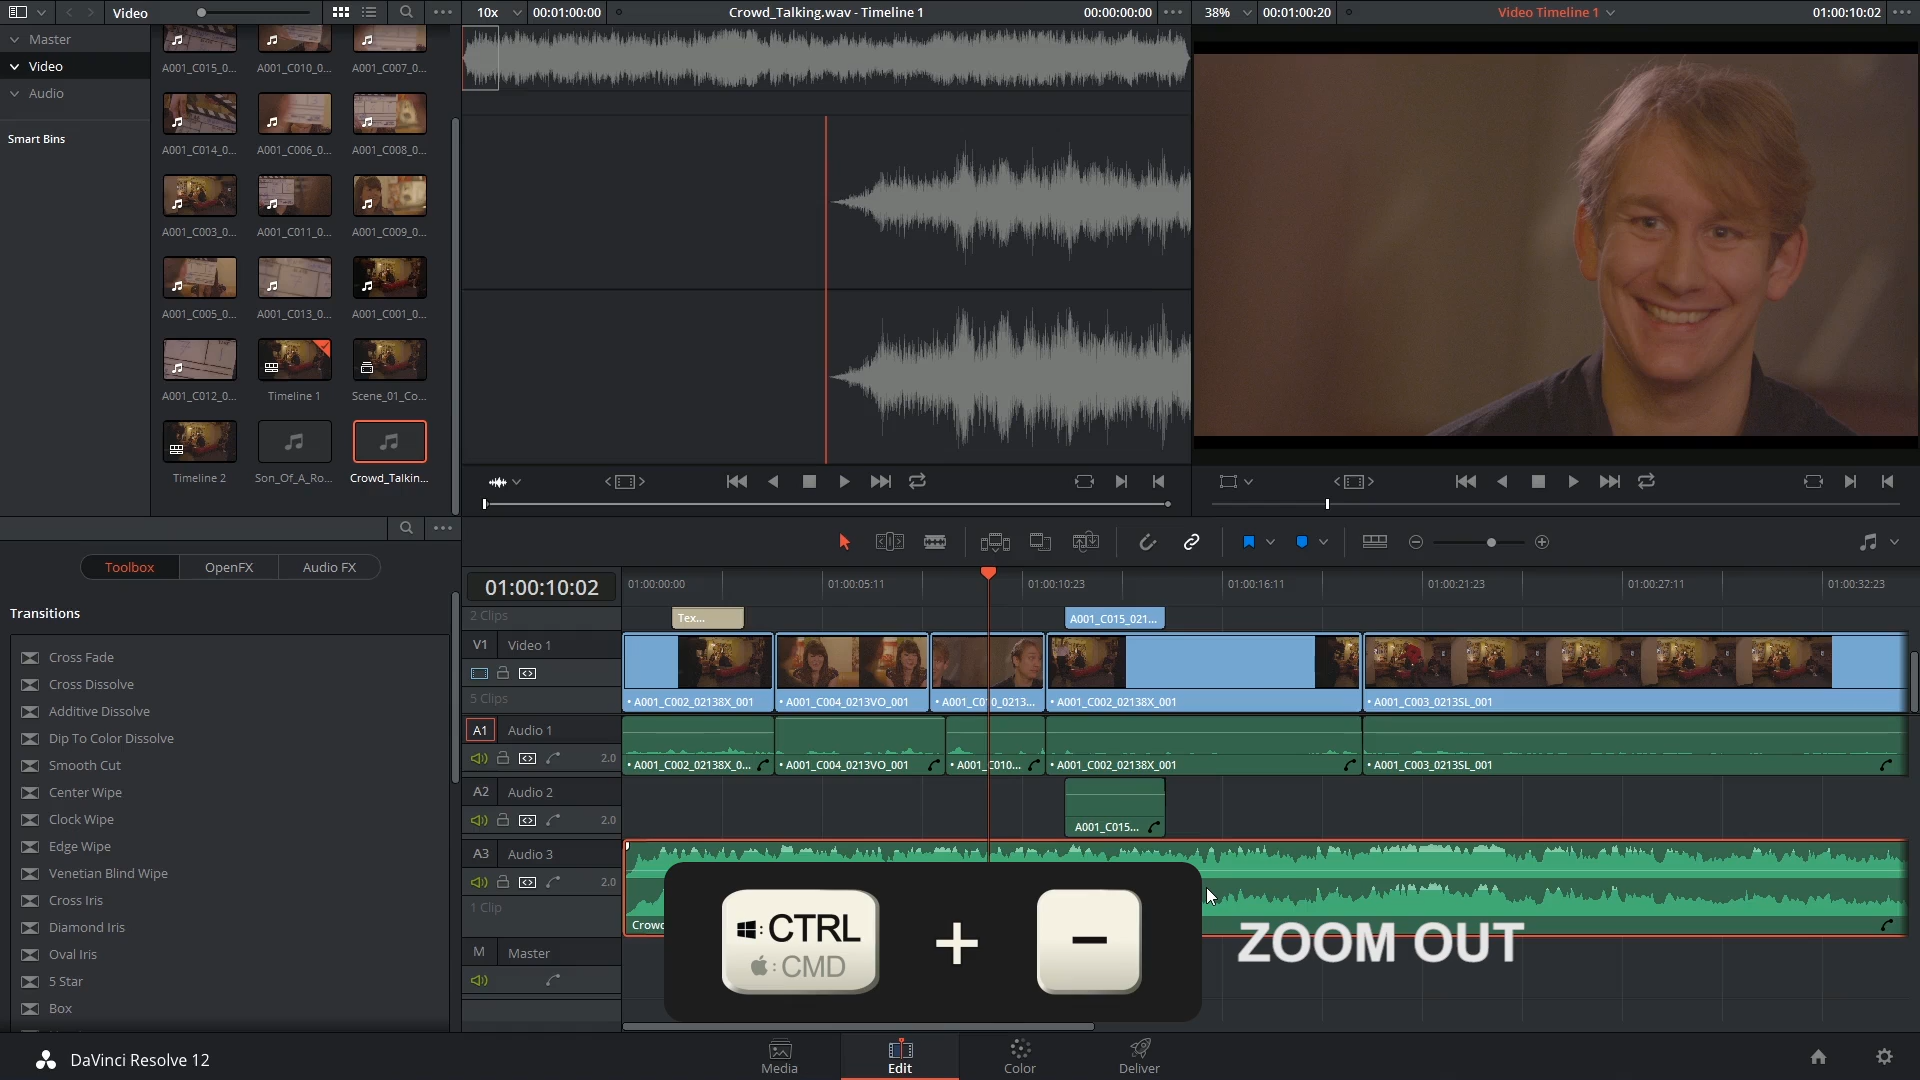 Video
10x
00:01:00:00
Crowd_Talking.wav - Timeline 1
00:00:00:00
38%
00:01:00:20
Video Timeline 1
01:00:10:02
Master
Video
Audio
Smart Bins
A001_C015_0...
A001_C010_0...
A001_C007_0...
A001_C014_0...
A001_C006_0...
A001_C008_0...
A001_C003_0...
A001_C011_0...
A001_C009_0...
A001_C005_0...
A001_C013_0...
A001_C001_0...
A001_C012_0...
Timeline 1
Scene_01_Co...
Timeline 2
Son_Of_A_Ro...
Crowd_Talkin...
Toolbox
OpenFX
Audio FX
Transitions
Cross Fade
Cross Dissolve
Additive Dissolve
Dip To Color Dissolve
Smooth Cut
Center Wipe
Clock Wipe
Edge Wipe
Venetian Blind Wipe
Cross Iris
Diamond Iris
Oval Iris
5 Star
Box
01:00:10:02
01:00:00:00
01:00:05:11
01:00:10:23
01:00:16:11
01:00:21:23
01:00:27:11
01:00:32:23
2 Clips
Tex...
A001_C015_021...
V1
Video 1
5 Clips
• A001_C002_02138X_001
• A001_C004_0213VO_001
• A001_C010_0213...
• A001_C002_02138X_001
• A001_C003_0213SL_001
A1
Audio 1
2.0
• A001_C002_02138X_0...
• A001_C004_0213VO_001
• A001_C010...
• A001_C002_02138X_001
• A001_C003_0213SL_001
A2
Audio 2
2.0
A001_C015...
A3
Audio 3
2.0
1 Clip
Crowd
M
Master
: CTRL
: CMD
+
−
ZOOM OUT
DaVinci Resolve 12
Media
Edit
Color
Deliver